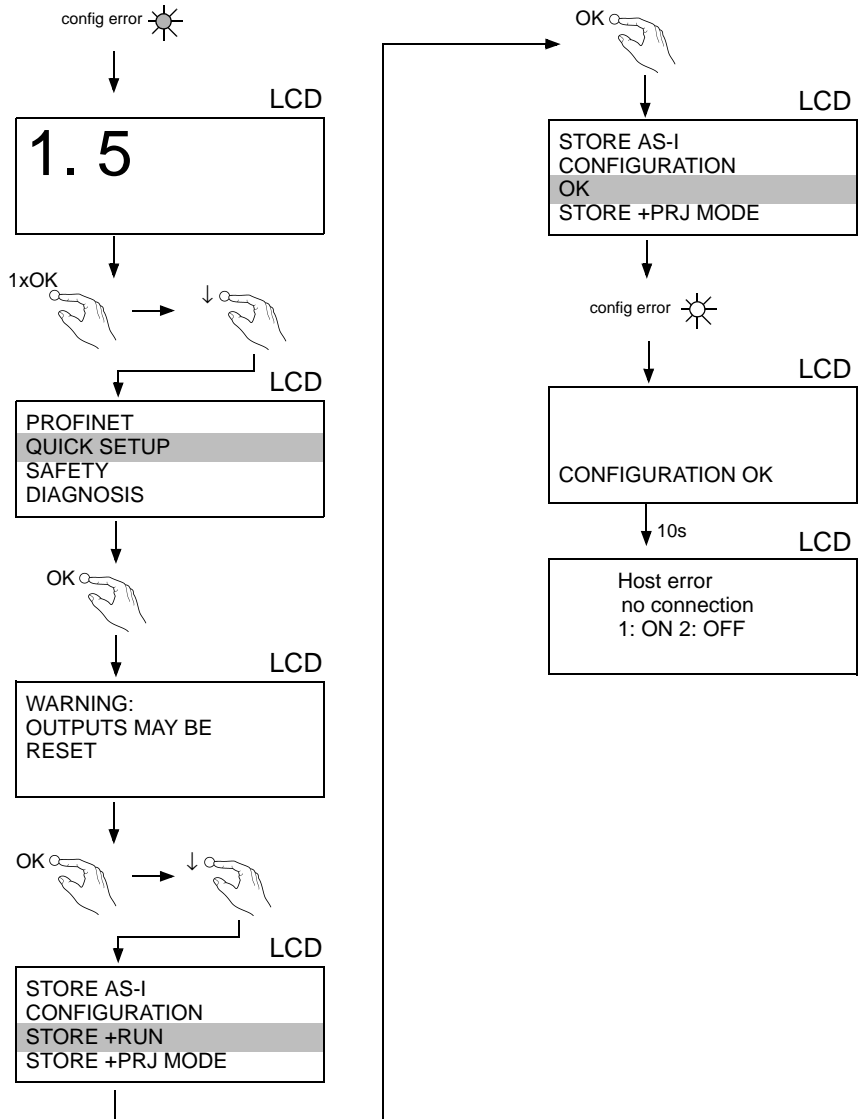 config error
LCD
1. 5
1xOK
↓
LCD
PROFINET
QUICK SETUP
SAFETY
DIAGNOSIS
OK
LCD
WARNING:
OUTPUTS MAY BE
RESET
OK
↓
LCD
STORE AS-I
CONFIGURATION
STORE +RUN
STORE +PRJ MODE
OK
LCD
STORE AS-I
CONFIGURATION
OK
STORE +PRJ MODE
config error
LCD
CONFIGURATION OK
10s
LCD
Host error
no connection
1: ON 2: OFF